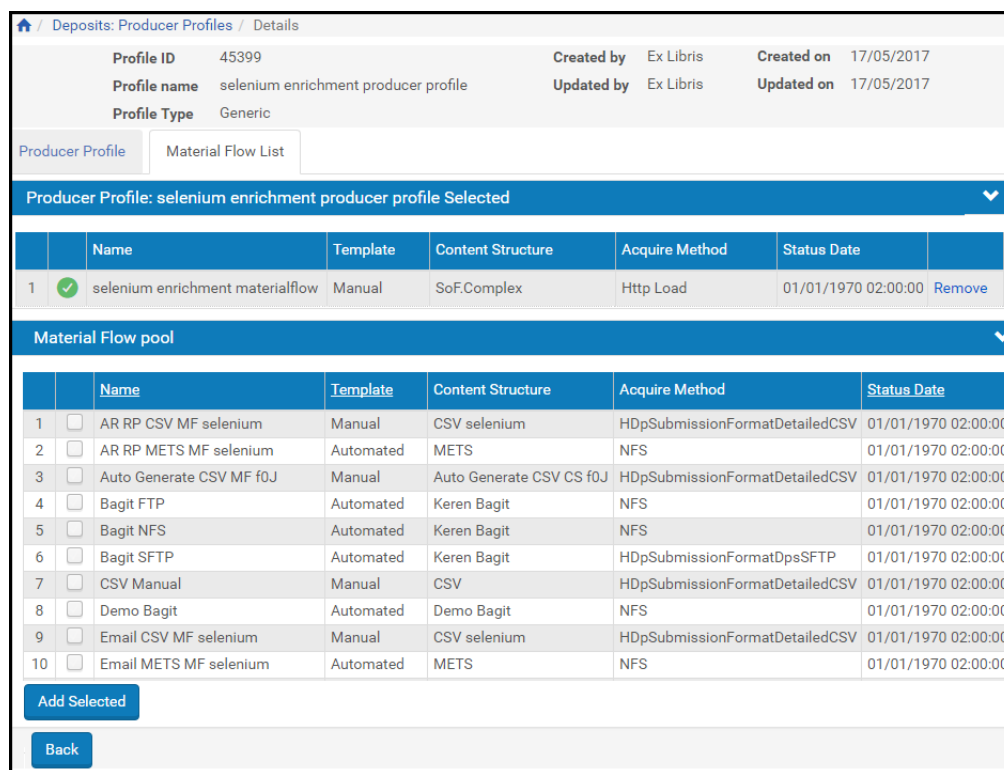 / Deposits: Producer Profiles / Details
Profile ID 45399 Created by Ex Libris Created on 17/05/2017
Profile name selenium enrichment producer profile Updated by Ex Libris Updated on 17/05/2017
Profile Type Generic
Producer Profile Material Flow List
Producer Profile: selenium enrichment producer profile Selected
Name Template Content Structure Acquire Method Status Date
1 selenium enrichment materialflow Manual SoF.Complex Http Load 01/01/1970 02:00:00 Remove
Material Flow pool
Name Template Content Structure Acquire Method Status Date
1 AR RP CSV MF selenium Manual CSV selenium HDpSubmissionFormatDetailedCSV 01/01/1970 02:00:00
2 AR RP METS MF selenium Automated METS NFS 01/01/1970 02:00:00
3 Auto Generate CSV MF f0J Manual Auto Generate CSV CS f0J HDpSubmissionFormatDetailedCSV 01/01/1970 02:00:00
4 Bagit FTP Automated Keren Bagit NFS 01/01/1970 02:00:00
5 Bagit NFS Automated Keren Bagit NFS 01/01/1970 02:00:00
6 Bagit SFTP Automated Keren Bagit HDpSubmissionFormatDpsSFTP 01/01/1970 02:00:00
7 CSV Manual Manual CSV HDpSubmissionFormatDetailedCSV 01/01/1970 02:00:00
8 Demo Bagit Automated Demo Bagit NFS 01/01/1970 02:00:00
9 Email CSV MF selenium Manual CSV selenium HDpSubmissionFormatDetailedCSV 01/01/1970 02:00:00
10 Email METS MF selenium Automated METS NFS 01/01/1970 02:00:00
Add Selected
Back